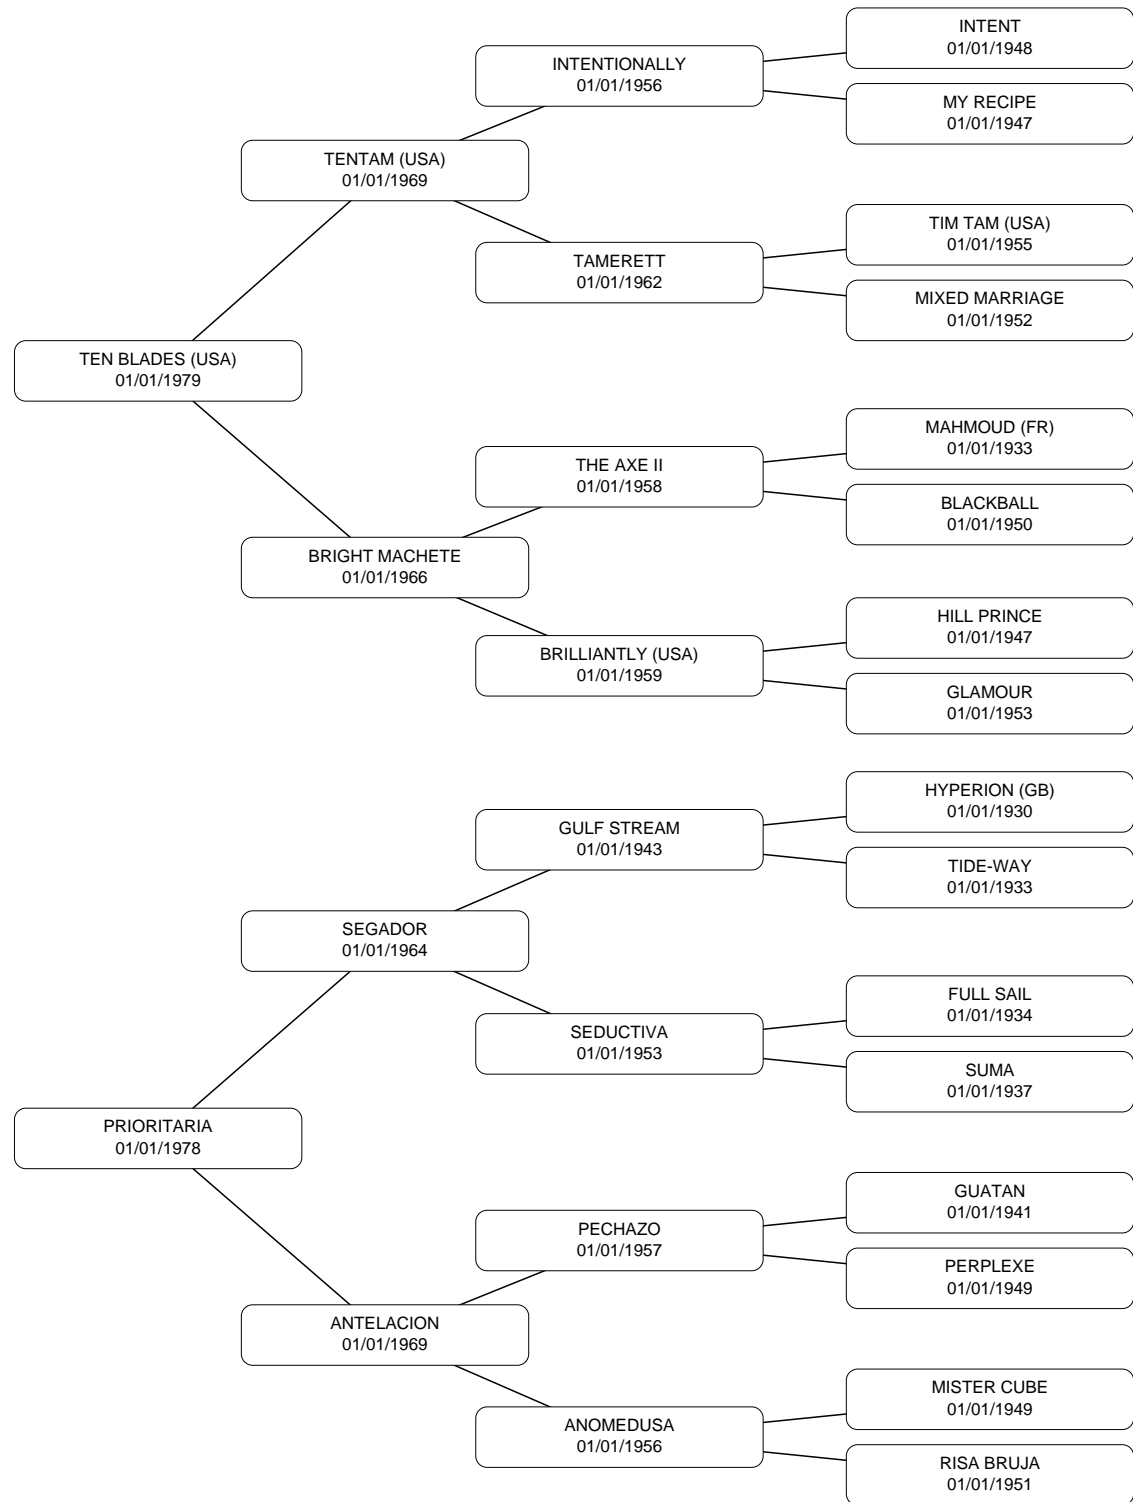 INTENT
01/01/1948
INTENTIONALLY
01/01/1956
MY RECIPE
01/01/1947
TENTAM (USA)
01/01/1969
TIM TAM (USA)
01/01/1955
TAMERETT
01/01/1962
MIXED MARRIAGE
01/01/1952
TEN BLADES (USA)
01/01/1979
MAHMOUD (FR)
01/01/1933
THE AXE II
01/01/1958
BLACKBALL
01/01/1950
BRIGHT MACHETE
01/01/1966
HILL PRINCE
01/01/1947
BRILLIANTLY (USA)
01/01/1959
GLAMOUR
01/01/1953
HYPERION (GB)
01/01/1930
GULF STREAM
01/01/1943
TIDE-WAY
01/01/1933
SEGADOR
01/01/1964
FULL SAIL
01/01/1934
SEDUCTIVA
01/01/1953
SUMA
01/01/1937
PRIORITARIA
01/01/1978
GUATAN
01/01/1941
PECHAZO
01/01/1957
PERPLEXE
01/01/1949
ANTELACION
01/01/1969
MISTER CUBE
01/01/1949
ANOMEDUSA
01/01/1956
RISA BRUJA
01/01/1951